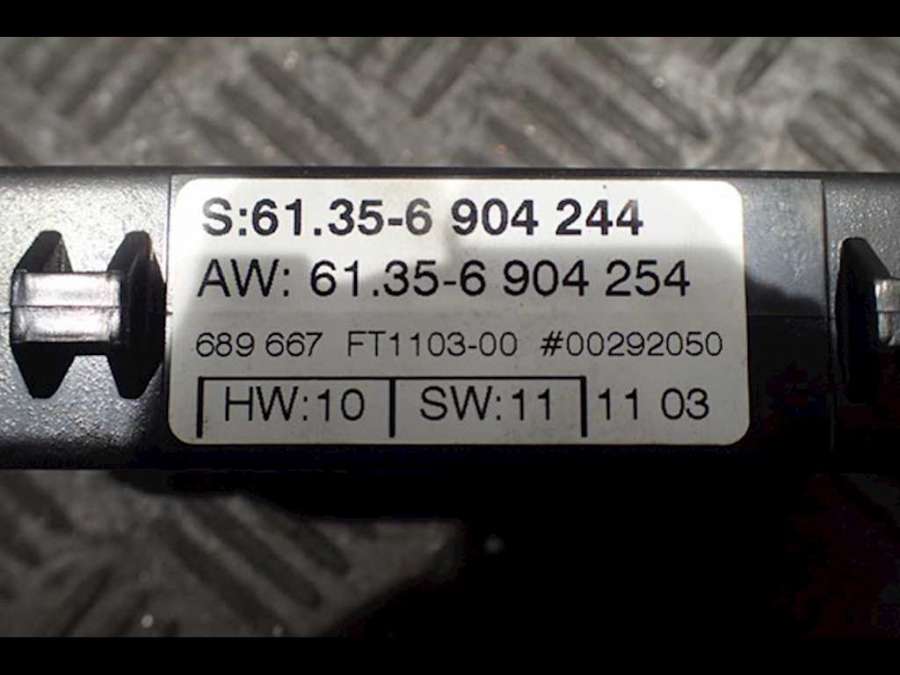 S:61.35-6 904 244
AW: 61.35-6 904 254
689 667 FT1103-00 #00292050
HW:10 SW:11 11 03